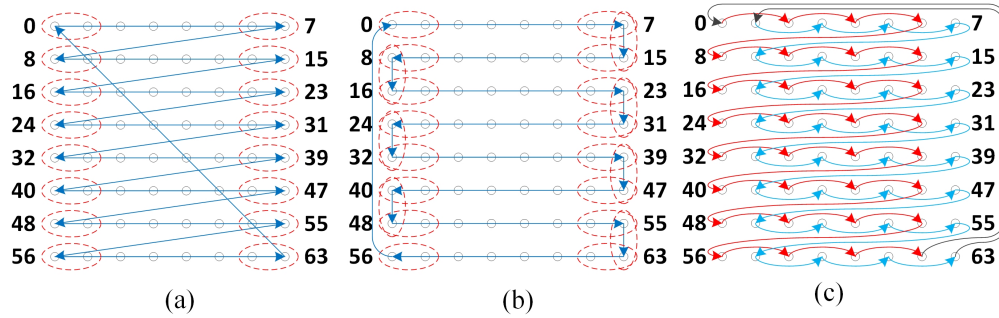 0 7 0 7 0 7
8 15 8 15 8 15
16 23 16 23 16 23
24 31 24 31 24 31
32 39 32 39 32 39
40 47 40 47 40 47
48 55 48 55 48 55
56 63 56 63 56 63
(a) (b) (c)